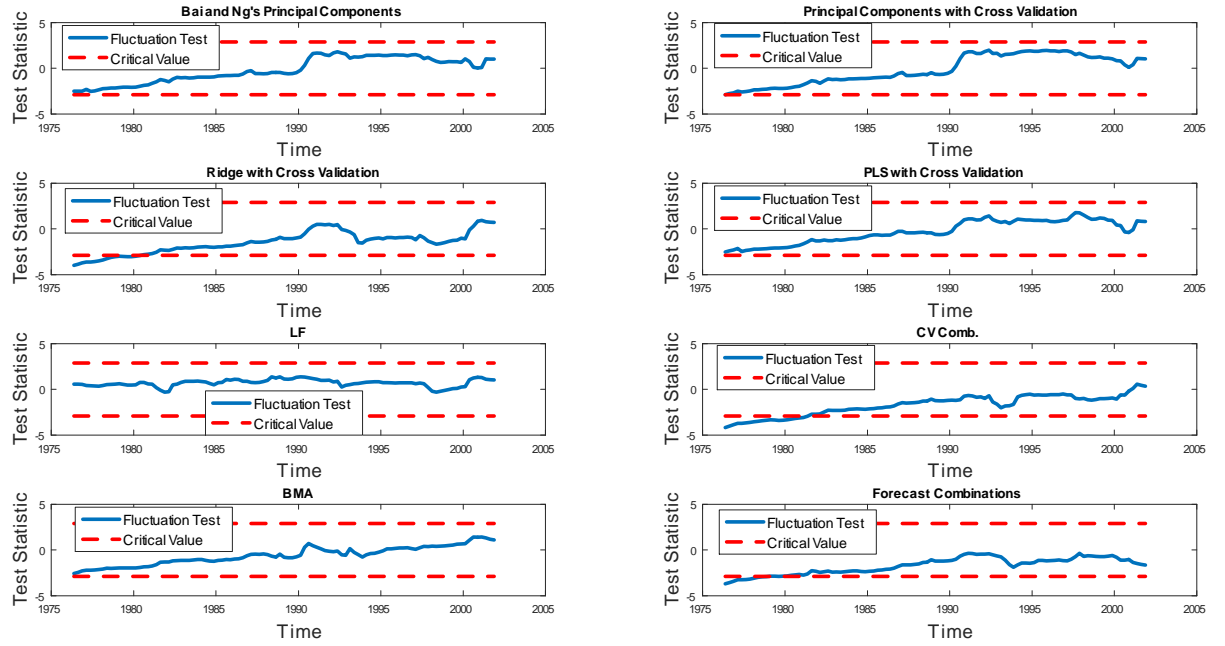 Bai and Ng's Principal Components
Test Statistic
5
0
-5
Fluctuation Test
Critical Value
1975 1980 1985 1990 1995 2000 2005
Time
Principal Components with Cross Validation
Test Statistic
5
0
-5
Fluctuation Test
Critical Value
1975 1980 1985 1990 1995 2000 2005
Time
Ridge with Cross Validation
Test Statistic
5
0
-5
Fluctuation Test
Critical Value
1975 1980 1985 1990 1995 2000 2005
Time
PLS with Cross Validation
Test Statistic
5
0
-5
Fluctuation Test
Critical Value
1975 1980 1985 1990 1995 2000 2005
Time
LF
Test Statistic
5
0
-5
Fluctuation Test
Critical Value
1975 1980 1985 1990 1995 2000 2005
Time
CV Comb.
Test Statistic
5
0
-5
Fluctuation Test
Critical Value
1975 1980 1985 1990 1995 2000 2005
Time
BMA
Test Statistic
5
0
-5
Fluctuation Test
Critical Value
1975 1980 1985 1990 1995 2000 2005
Time
Forecast Combinations
Test Statistic
5
0
-5
Fluctuation Test
Critical Value
1975 1980 1985 1990 1995 2000 2005
Time